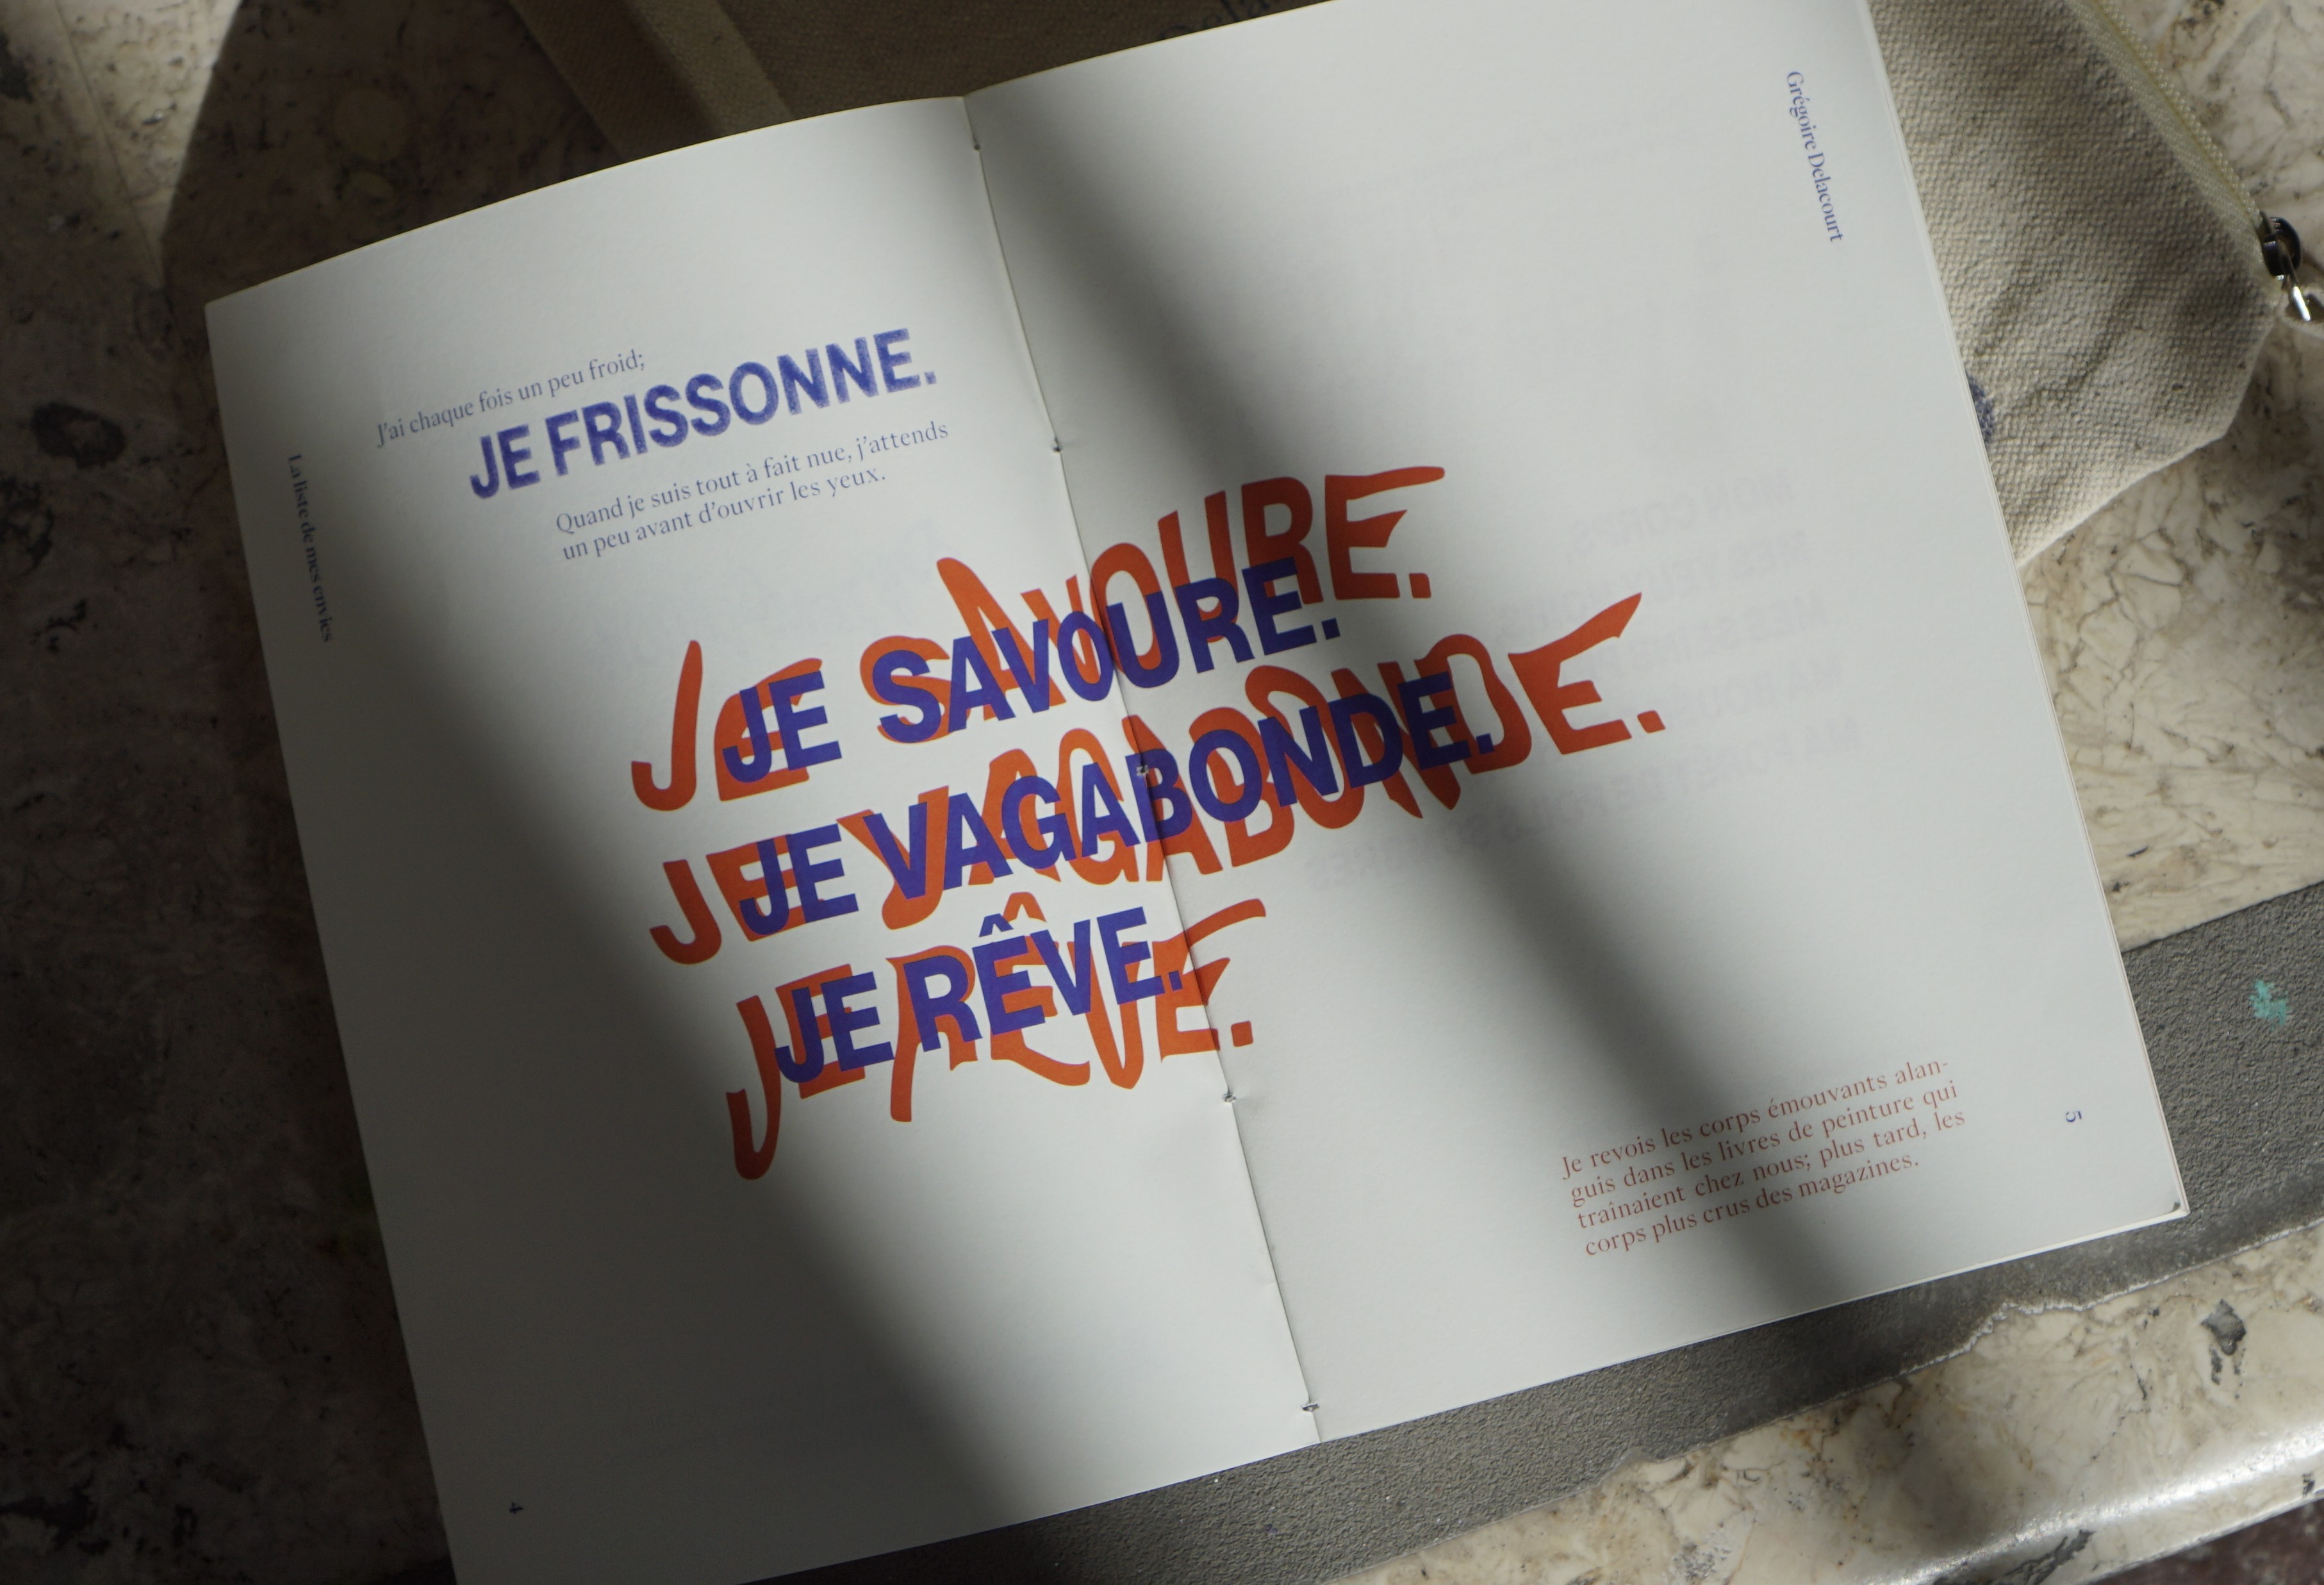 La liste de mes envies
J'ai chaque fois un peu froid;
JE FRISSONNE.
Quand je suis tout à fait nue, j'attends
un peu avant d'ouvrir les yeux.
JE SAVOURE.
JE SAVOURE.
JE VAGABONDE.
JE VAGABONDE.
JE RÊVE.
JE RÊVE.
4
Grégoire Delacourt
Je revois les corps émouvants alan-
guis dans les livres de peinture qui
traînaient chez nous; plus tard, les
corps plus crus des magazines.
5